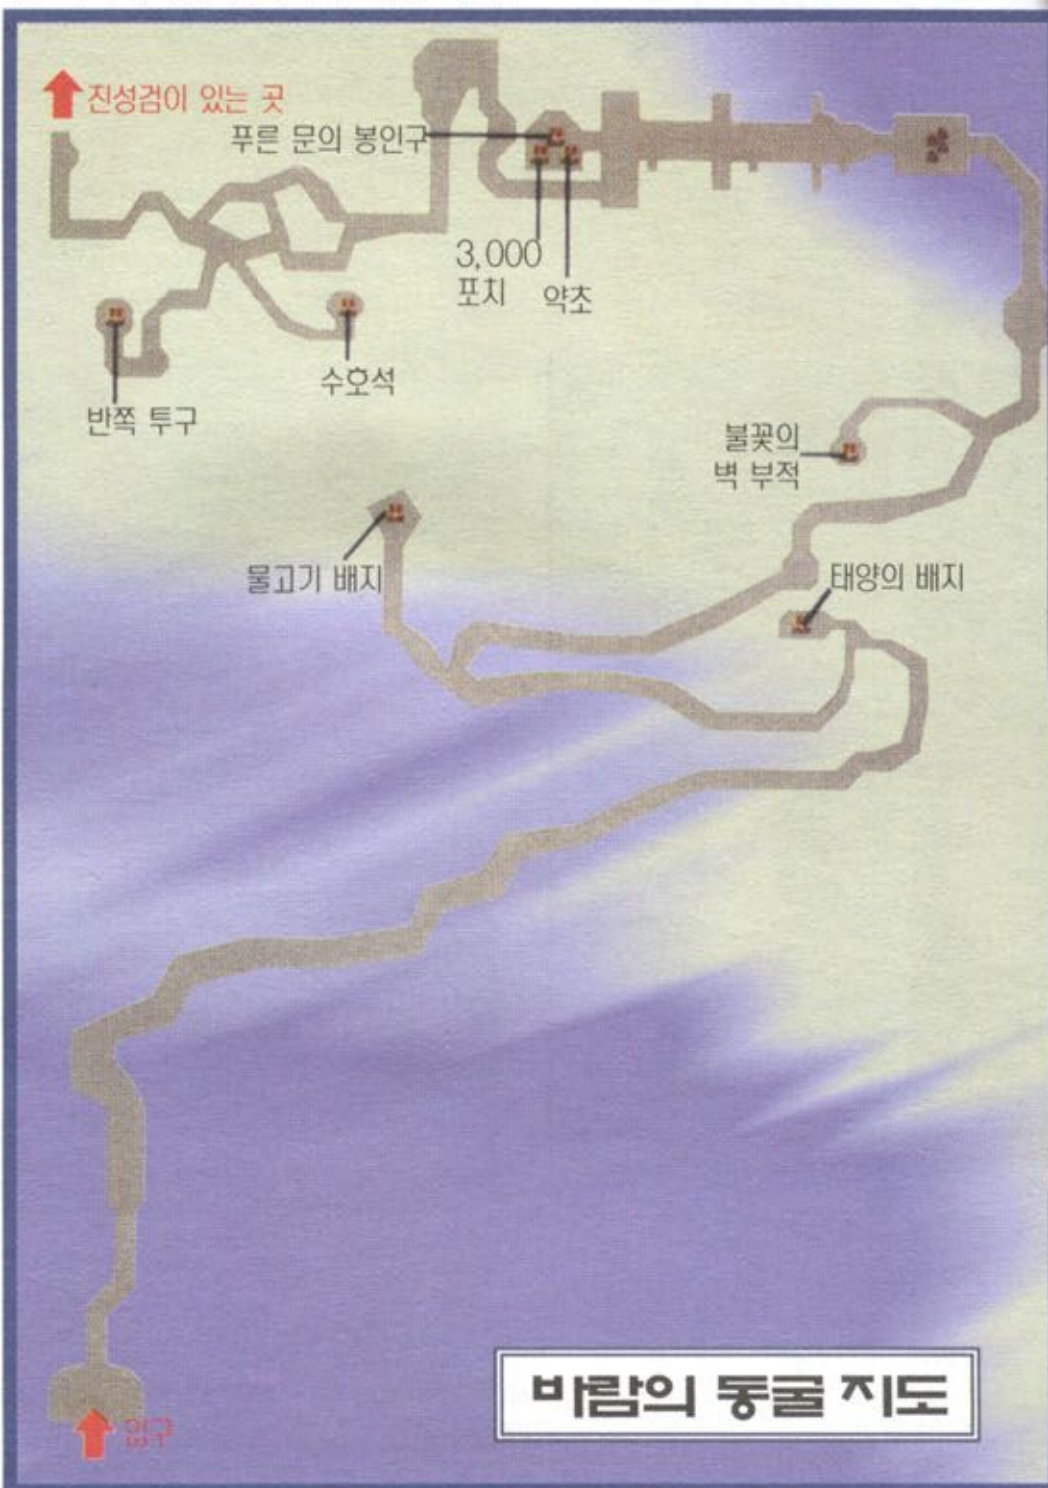 진성검이 있는 곳
푸른 문의 봉인구
3,000
포치
약초
수호석
반쪽 투구
불꽃의
벽 부적
물고기 배지
태양의 배지
바람의 동굴 지도
입구